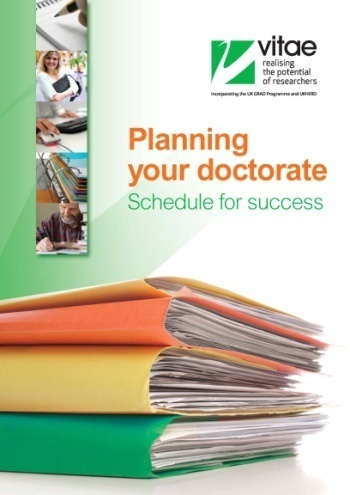 vitae
realising
the potential
of researchers
Incorporating the UK GRAD Programme and UKHERD
Planning
your doctorate
Schedule for success